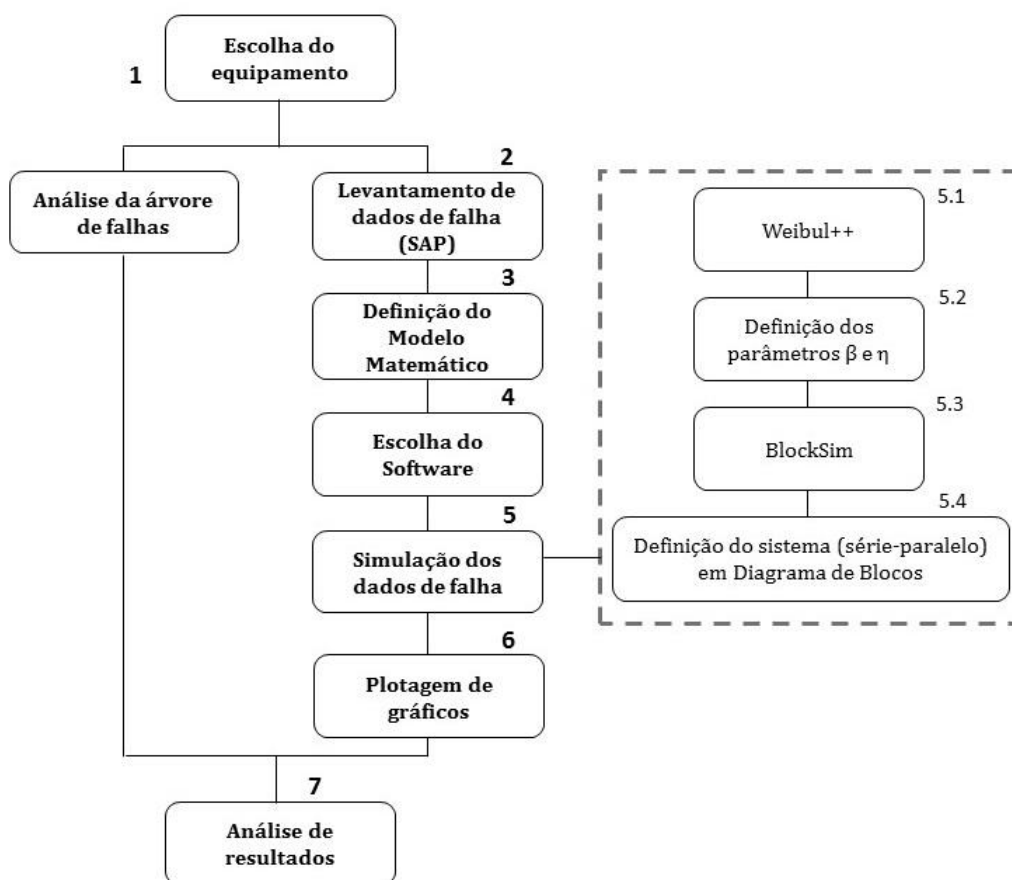 1
Escolha do
equipamento
Análise da árvore
de falhas
2
Levantamento de
dados de falha
(SAP)
3
Definição do
Modelo
Matemático
4
Escolha do
Software
5
Simulação dos
dados de falha
5.1
Weibul++
5.2
Definição dos
parâmetros β e η
5.3
BlockSim
5.4
Definição do sistema (série-paralelo)
em Diagrama de Blocos
6
Plotagem de
gráficos
7
Análise de
resultados